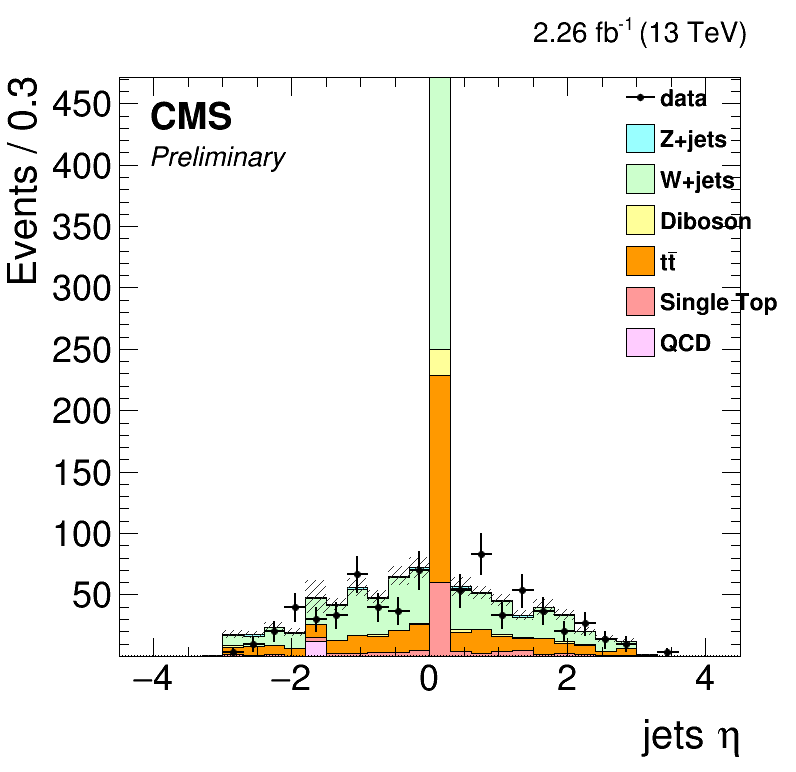 2.26 fb-1 (13 TeV)
CMS
Preliminary
data
Z+jets
W+jets
Diboson
tt̄
Single Top
QCD
Events / 0.3
450
400
350
300
250
200
150
100
50
−4 −2 0 2 4
jets η